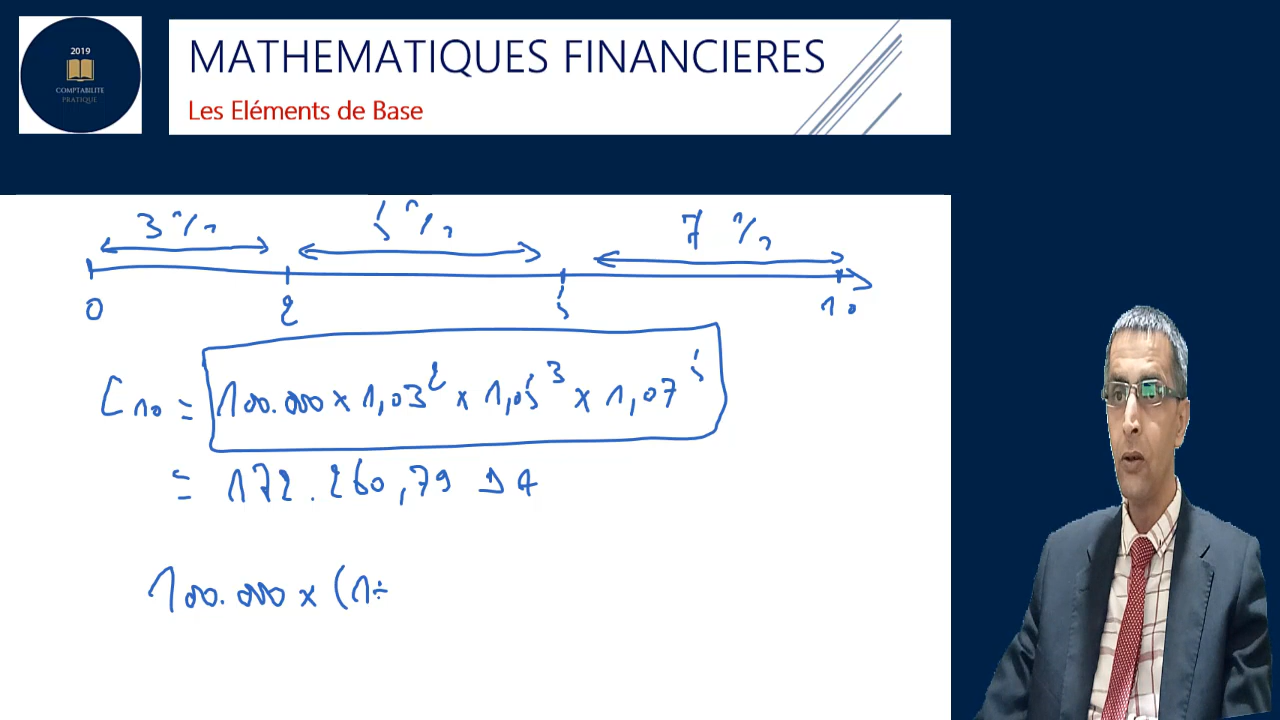 2019
COMPTABILITE
PRATIQUE
MATHEMATIQUES FINANCIERES
Les Eléments de Base
3 % 5 % 7 %
0 2 5 10
C10 = 100.000 x 1,03² x 1,05³ x 1,07⁵
= 172.260,79 DA
100.000 x (1+